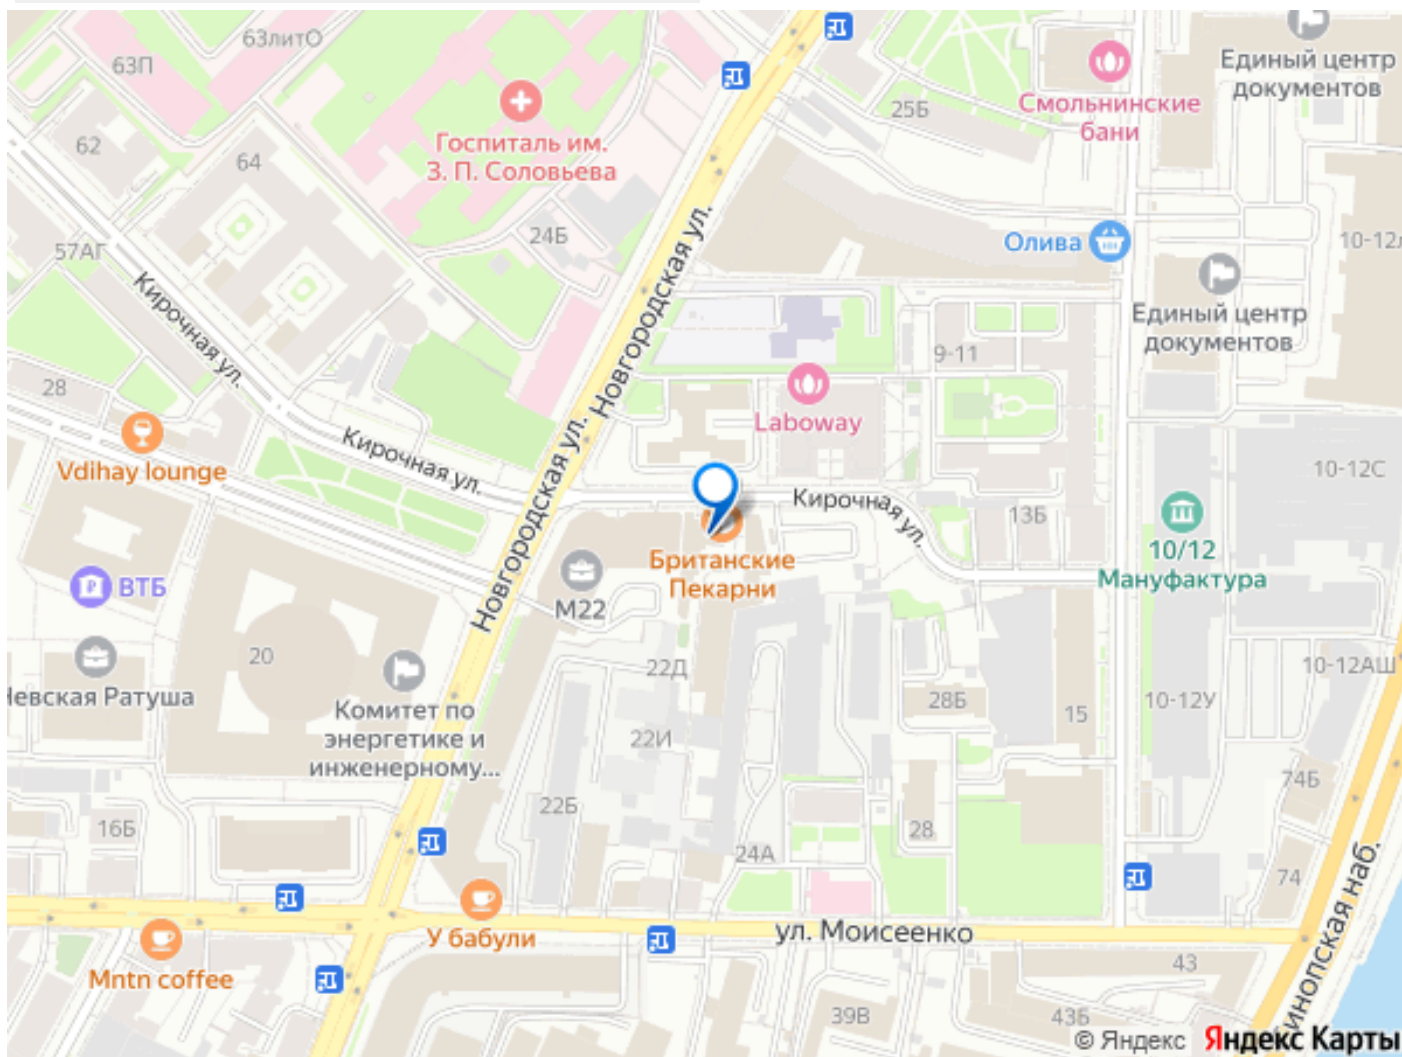 63литО
63П
Единый центр
документов
62
64
Госпиталь им.
З. П. Соловьева
25Б
Смольнинские
бани
57АГ
24Б
Новгородская ул.
Олива
10-12л
Кирочная ул.
Единый центр
документов
9-11
28
Laboway
Vdihay lounge
Кирочная ул.
Новгородская ул.
Кирочная ул.
10-12С
13Б
Британские
Пекарни
10/12
Мануфактура
ВТБ
М22
20
22Д
10-12АШ
Невская Ратуша
Комитет по
энергетике и
инженерному...
28Б
15
10-12У
22И
74Б
16Б
22Б
28
24А
74
У бабули
ул. Моисеенко
Mntn coffee
43
39В
43Б
инопская наб.
© Яндекс Яндекс Карты